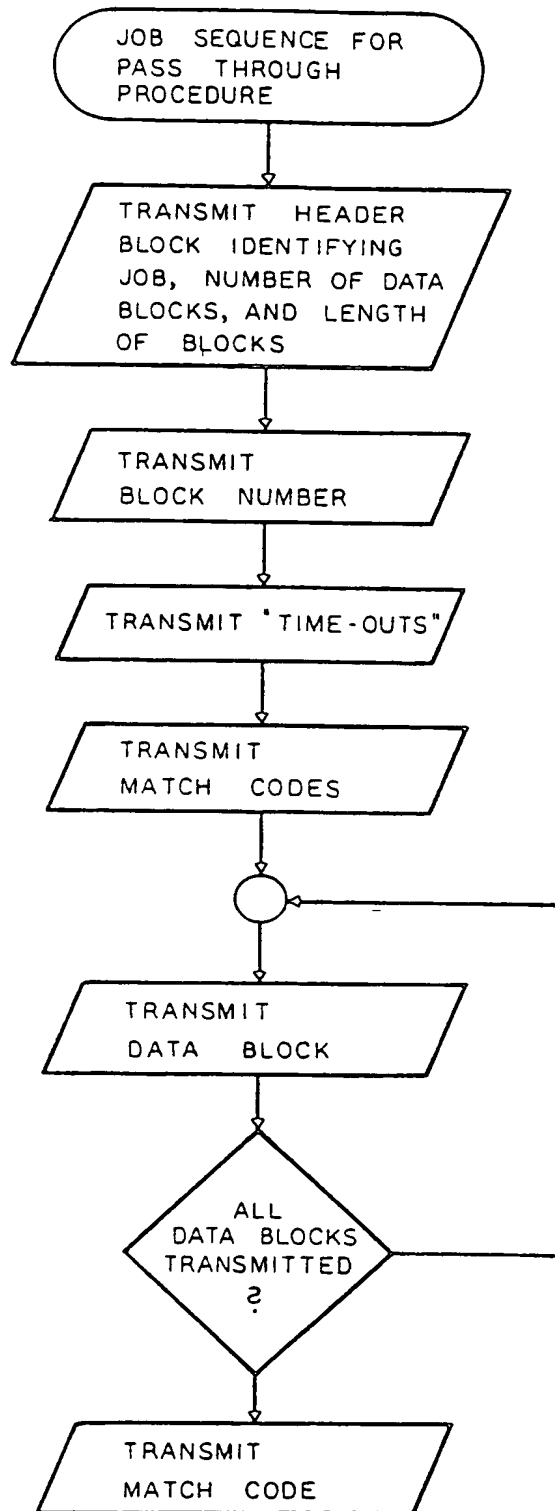 JOB SEQUENCE FOR
PASS THROUGH
PROCEDURE
TRANSMIT HEADER
BLOCK IDENTIFYING
JOB, NUMBER OF DATA
BLOCKS, AND LENGTH
OF BLOCKS
TRANSMIT
BLOCK NUMBER
TRANSMIT "TIME-OUTS"
TRANSMIT
MATCH CODES
TRANSMIT
DATA BLOCK
ALL
DATA BLOCKS
TRANSMITTED
?
TRANSMIT
MATCH CODE